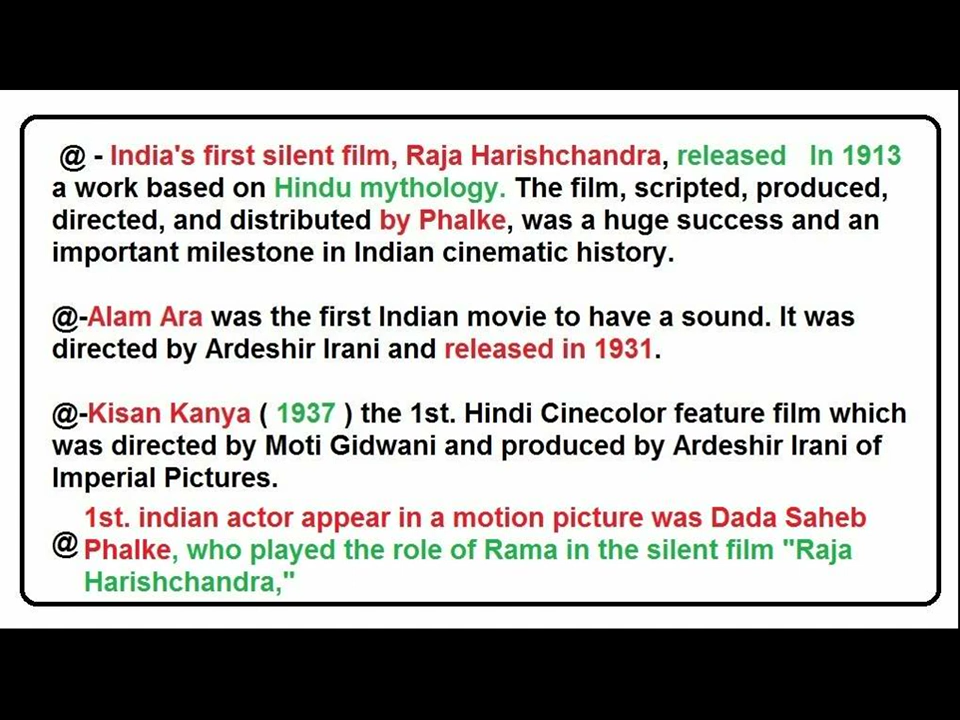 @ - India's first silent film, Raja Harishchandra, released In 1913
a work based on Hindu mythology. The film, scripted, produced,
directed, and distributed by Phalke, was a huge success and an
important milestone in Indian cinematic history.
@-Alam Ara was the first Indian movie to have a sound. It was
directed by Ardeshir Irani and released in 1931.
@-Kisan Kanya ( 1937 ) the 1st. Hindi Cinecolor feature film which
was directed by Moti Gidwani and produced by Ardeshir Irani of
Imperial Pictures.
1st. indian actor appear in a motion picture was Dada Saheb
@ Phalke, who played the role of Rama in the silent film "Raja
Harishchandra,"